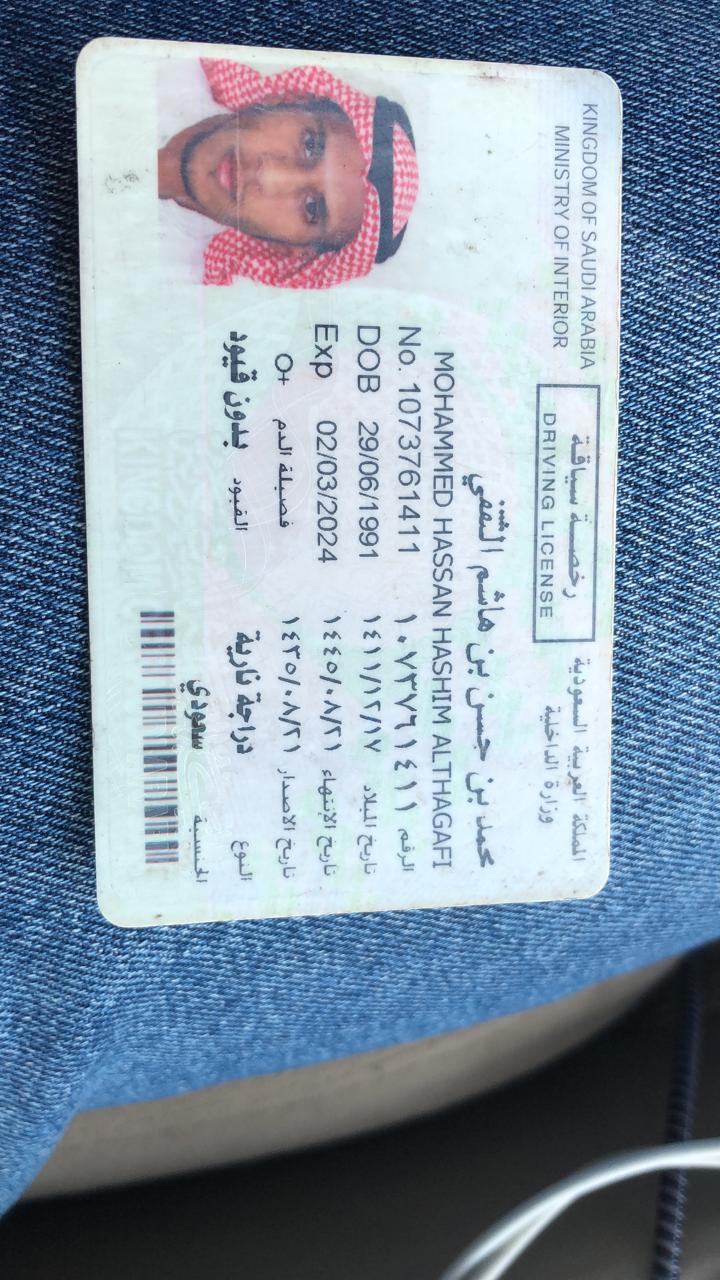 KINGDOM OF SAUDI ARABIA
MINISTRY OF INTERIOR
المملكة العربية السعودية
وزارة الداخلية
رخصة سياقة
DRIVING LICENSE
محمد بن حسن بن هاشم الثقفي
MOHAMMED HASSAN HASHIM ALTHAGAFI
No. 1073761411 الرقم ١٠٧٣٧٦١٤١١
DOB 29/06/1991 تاريخ الميلاد ١٤١١/١٢/١٧
Exp 02/03/2024 تاريخ الإنتهاء ١٤٤٥/٠٨/٢١
O+ فصيلة الدم تاريخ الاصدار ١٤٣٥/٠٨/٢١
القيود بدون قيود النوع دراجة نارية
الجنسية سعودي